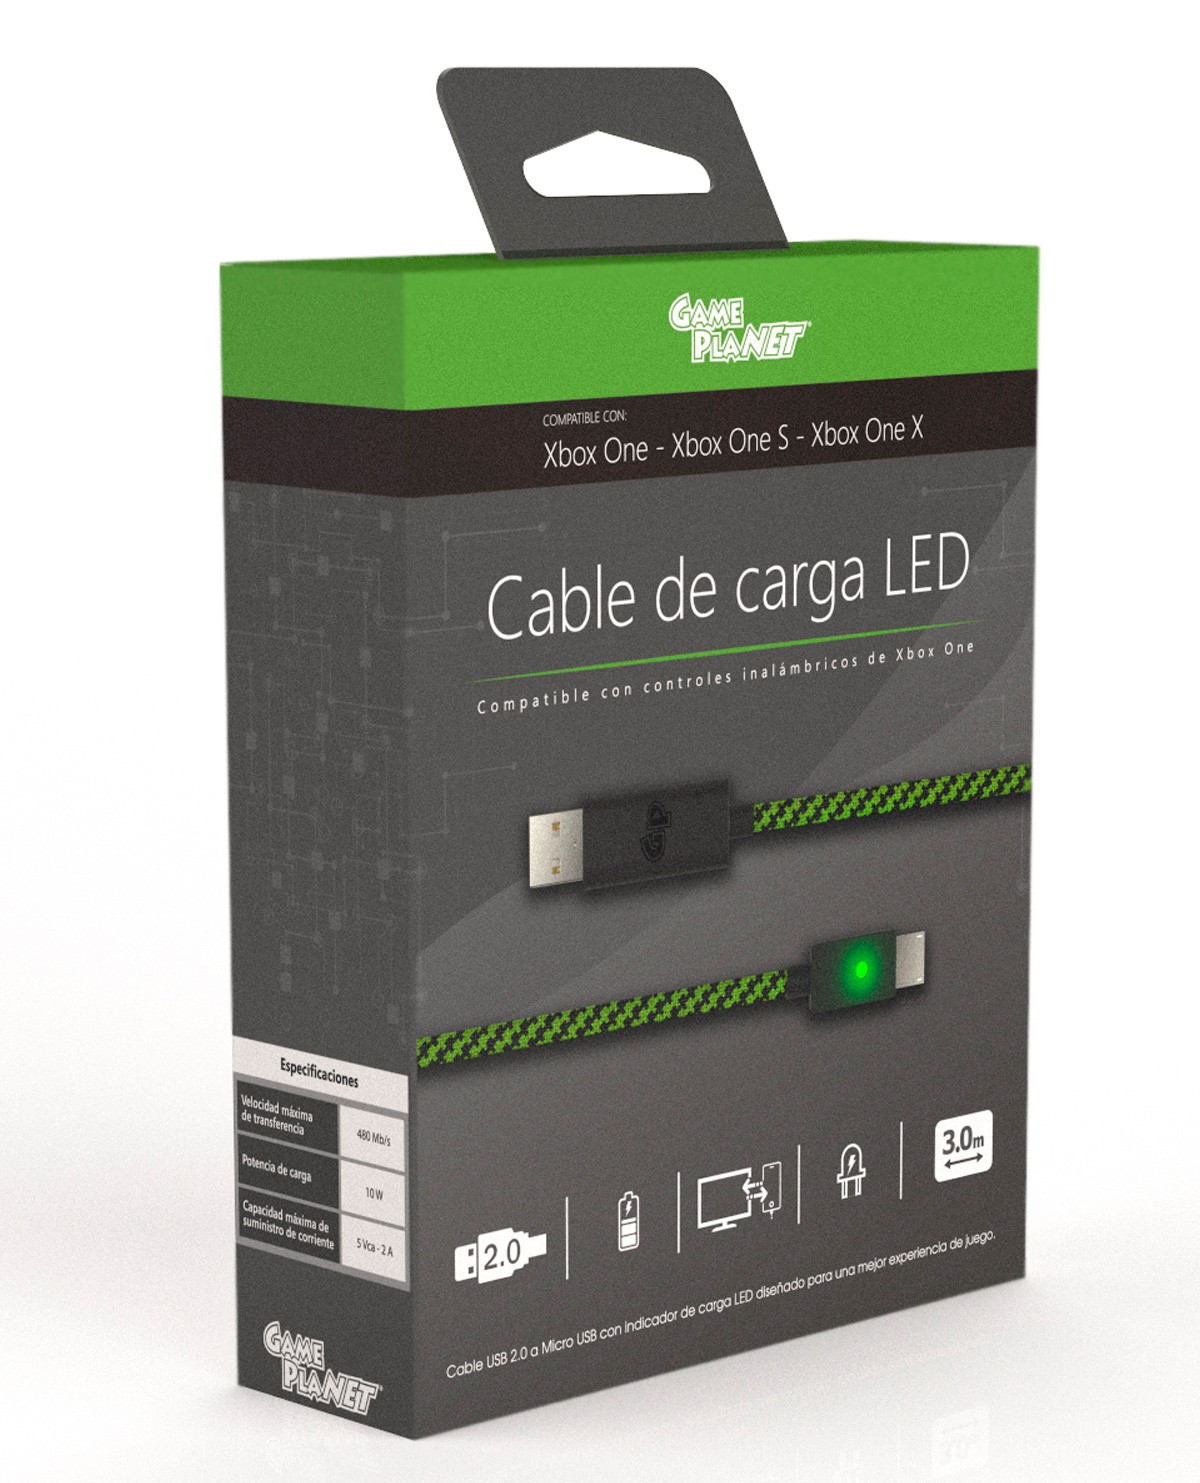 GAME
PLANET
COMPATIBLE CON:
Xbox One - Xbox One S - Xbox One X
Cable de carga LED
Compatible con controles inalámbricos de Xbox One
GP
2.0
3.0m
Cable USB 2.0 a Micro USB con indicador de carga LED diseñado para una mejor experiencia de juego.
Especificaciones
Velocidad máxima
de transferencia
480 Mb/s
Potencia de carga
10 W
Capacidad máxima de
suministro de corriente
5 Vca - 2 A
GAME
PLANET